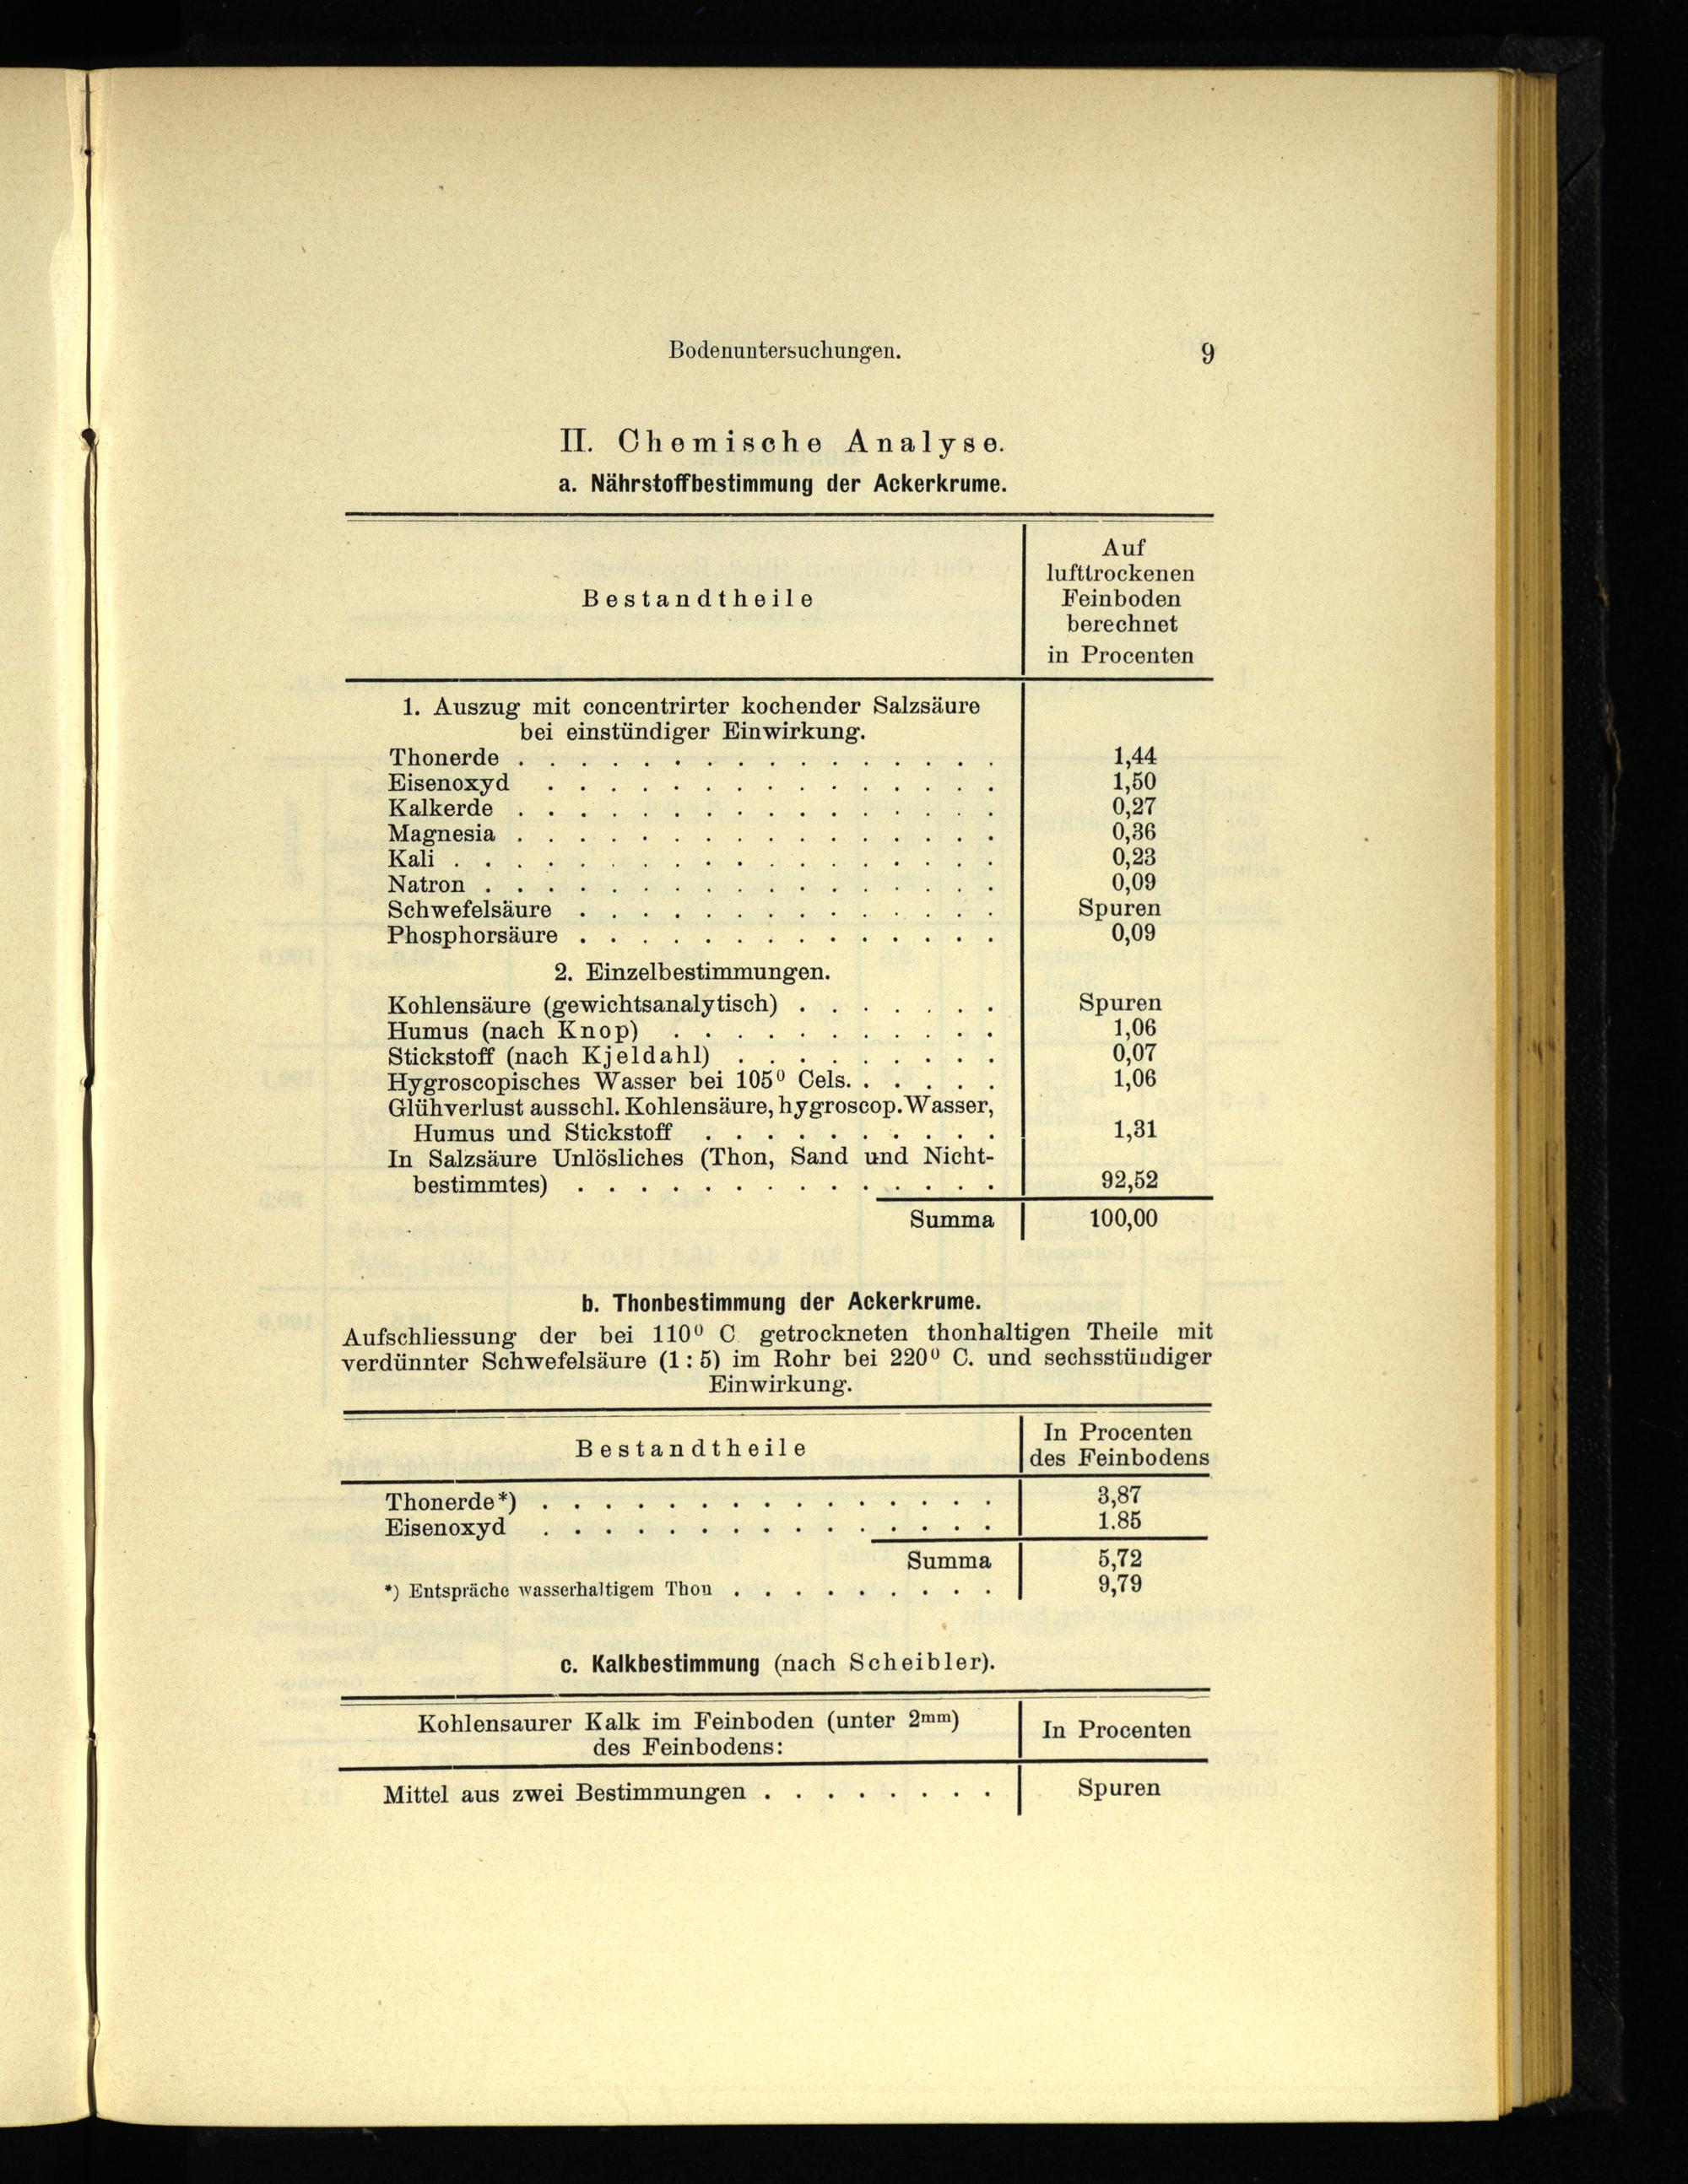 Bodenuntersuchungen. 9
II. Chemische Analyse.
a. Nährstoffbestimmung der Ackerkrume.
Bestandtheile
Auf
lufttrockenen
Feinboden
berechnet
in Procenten
1. Auszug mit concentrirter kochender Salzsäure
bei einstündiger Einwirkung.
Thonerde . . . . . . . . . . . . . . . . 1,44
Eisenoxyd . . . . . . . . . . . . . . . 1,50
Kalkerde . . . . . . . . . . . . . . . . 0,27
Magnesia . . . . . . . . . . . . . . . . 0,36
Kali . . . . . . . . . . . . . . . . . . 0,23
Natron . . . . . . . . . . . . . . . . . 0,09
Schwefelsäure . . . . . . . . . . . . . . Spuren
Phosphorsäure . . . . . . . . . . . . . . 0,09
2. Einzelbestimmungen.
Kohlensäure (gewichtsanalytisch) . . . . . . . Spuren
Humus (nach Knop) . . . . . . . . . . . 1,06
Stickstoff (nach Kjeldahl) . . . . . . . . . 0,07
Hygroscopisches Wasser bei 105⁰ Cels. . . . . . 1,06
Glühverlust ausschl. Kohlensäure, hygroscop. Wasser,
Humus und Stickstoff . . . . . . . . . . 1,31
In Salzsäure Unlösliches (Thon, Sand und Nicht-
bestimmtes) . . . . . . . . . . . . . . 92,52
Summa 100,00
b. Thonbestimmung der Ackerkrume.
Aufschliessung der bei 110⁰ C getrockneten thonhaltigen Theile mit
verdünnter Schwefelsäure (1 : 5) im Rohr bei 220⁰ C. und sechsstündiger
Einwirkung.
Bestandtheile
In Procenten
des Feinbodens
Thonerde*) . . . . . . . . . . . . . . . 3,87
Eisenoxyd . . . . . . . . . . . . . . . 1.85
Summa 5,72
*) Entspräche wasserhaltigem Thon . . . . . . . . . 9,79
c. Kalkbestimmung (nach Scheibler).
Kohlensaurer Kalk im Feinboden (unter 2mm)
des Feinbodens:
In Procenten
Mittel aus zwei Bestimmungen . . . . . . . . Spuren